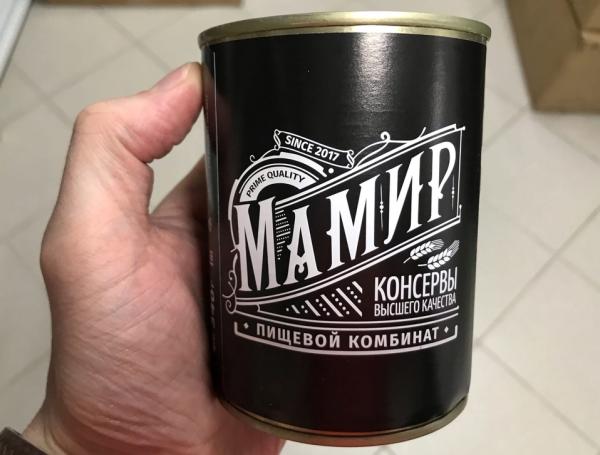 SINCE 2017
PRIME QUALITY
МАМИР
КОНСЕРВЫ
ВЫСШЕГО КАЧЕСТВА
ПИЩЕВОЙ КОМБИНАТ